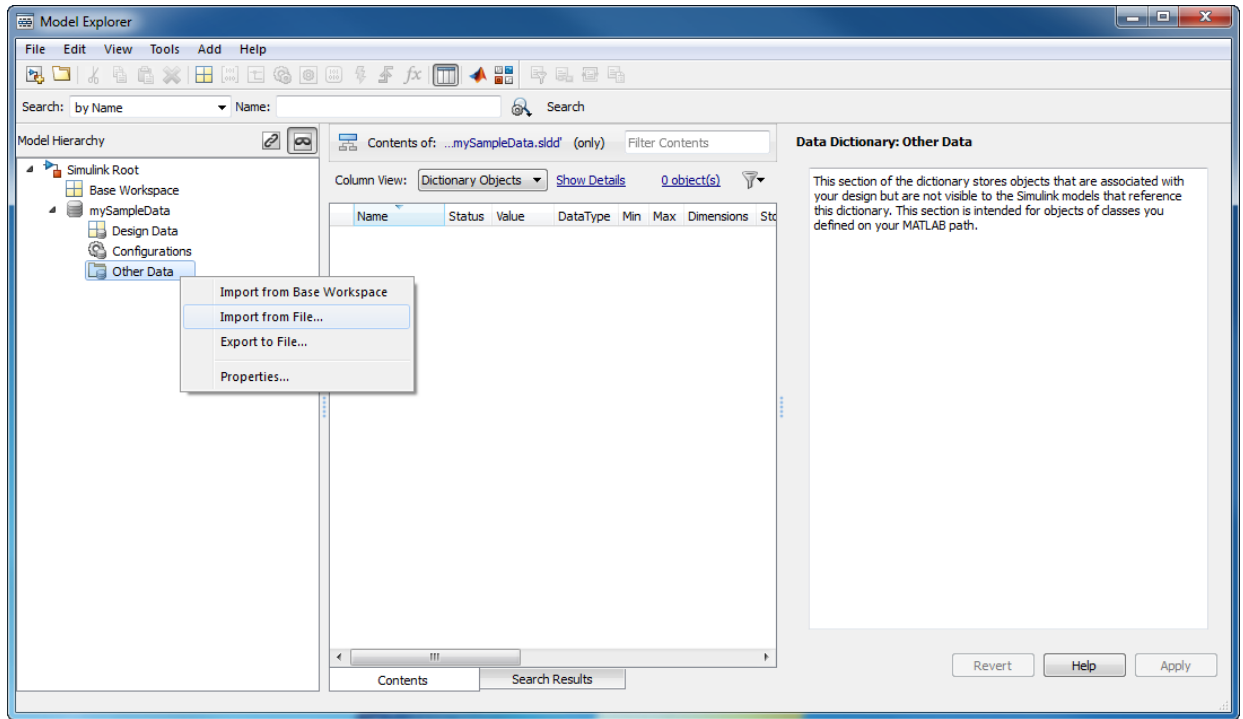 Model Explorer
File Edit View Tools Add Help
fx
Search: by Name Name: Search
Model Hierarchy
Simulink Root
Base Workspace
mySampleData
Design Data
Configurations
Other Data
Import from Base Workspace
Import from File...
Export to File...
Properties...
Contents of: ...mySampleData.sldd' (only) Filter Contents
Column View: Dictionary Objects Show Details 0 object(s)
Name Status Value DataType Min Max Dimensions Stc
Contents Search Results
Data Dictionary: Other Data
This section of the dictionary stores objects that are associated with
your design but are not visible to the Simulink models that reference
this dictionary. This section is intended for objects of classes you
defined on your MATLAB path.
Revert Help Apply